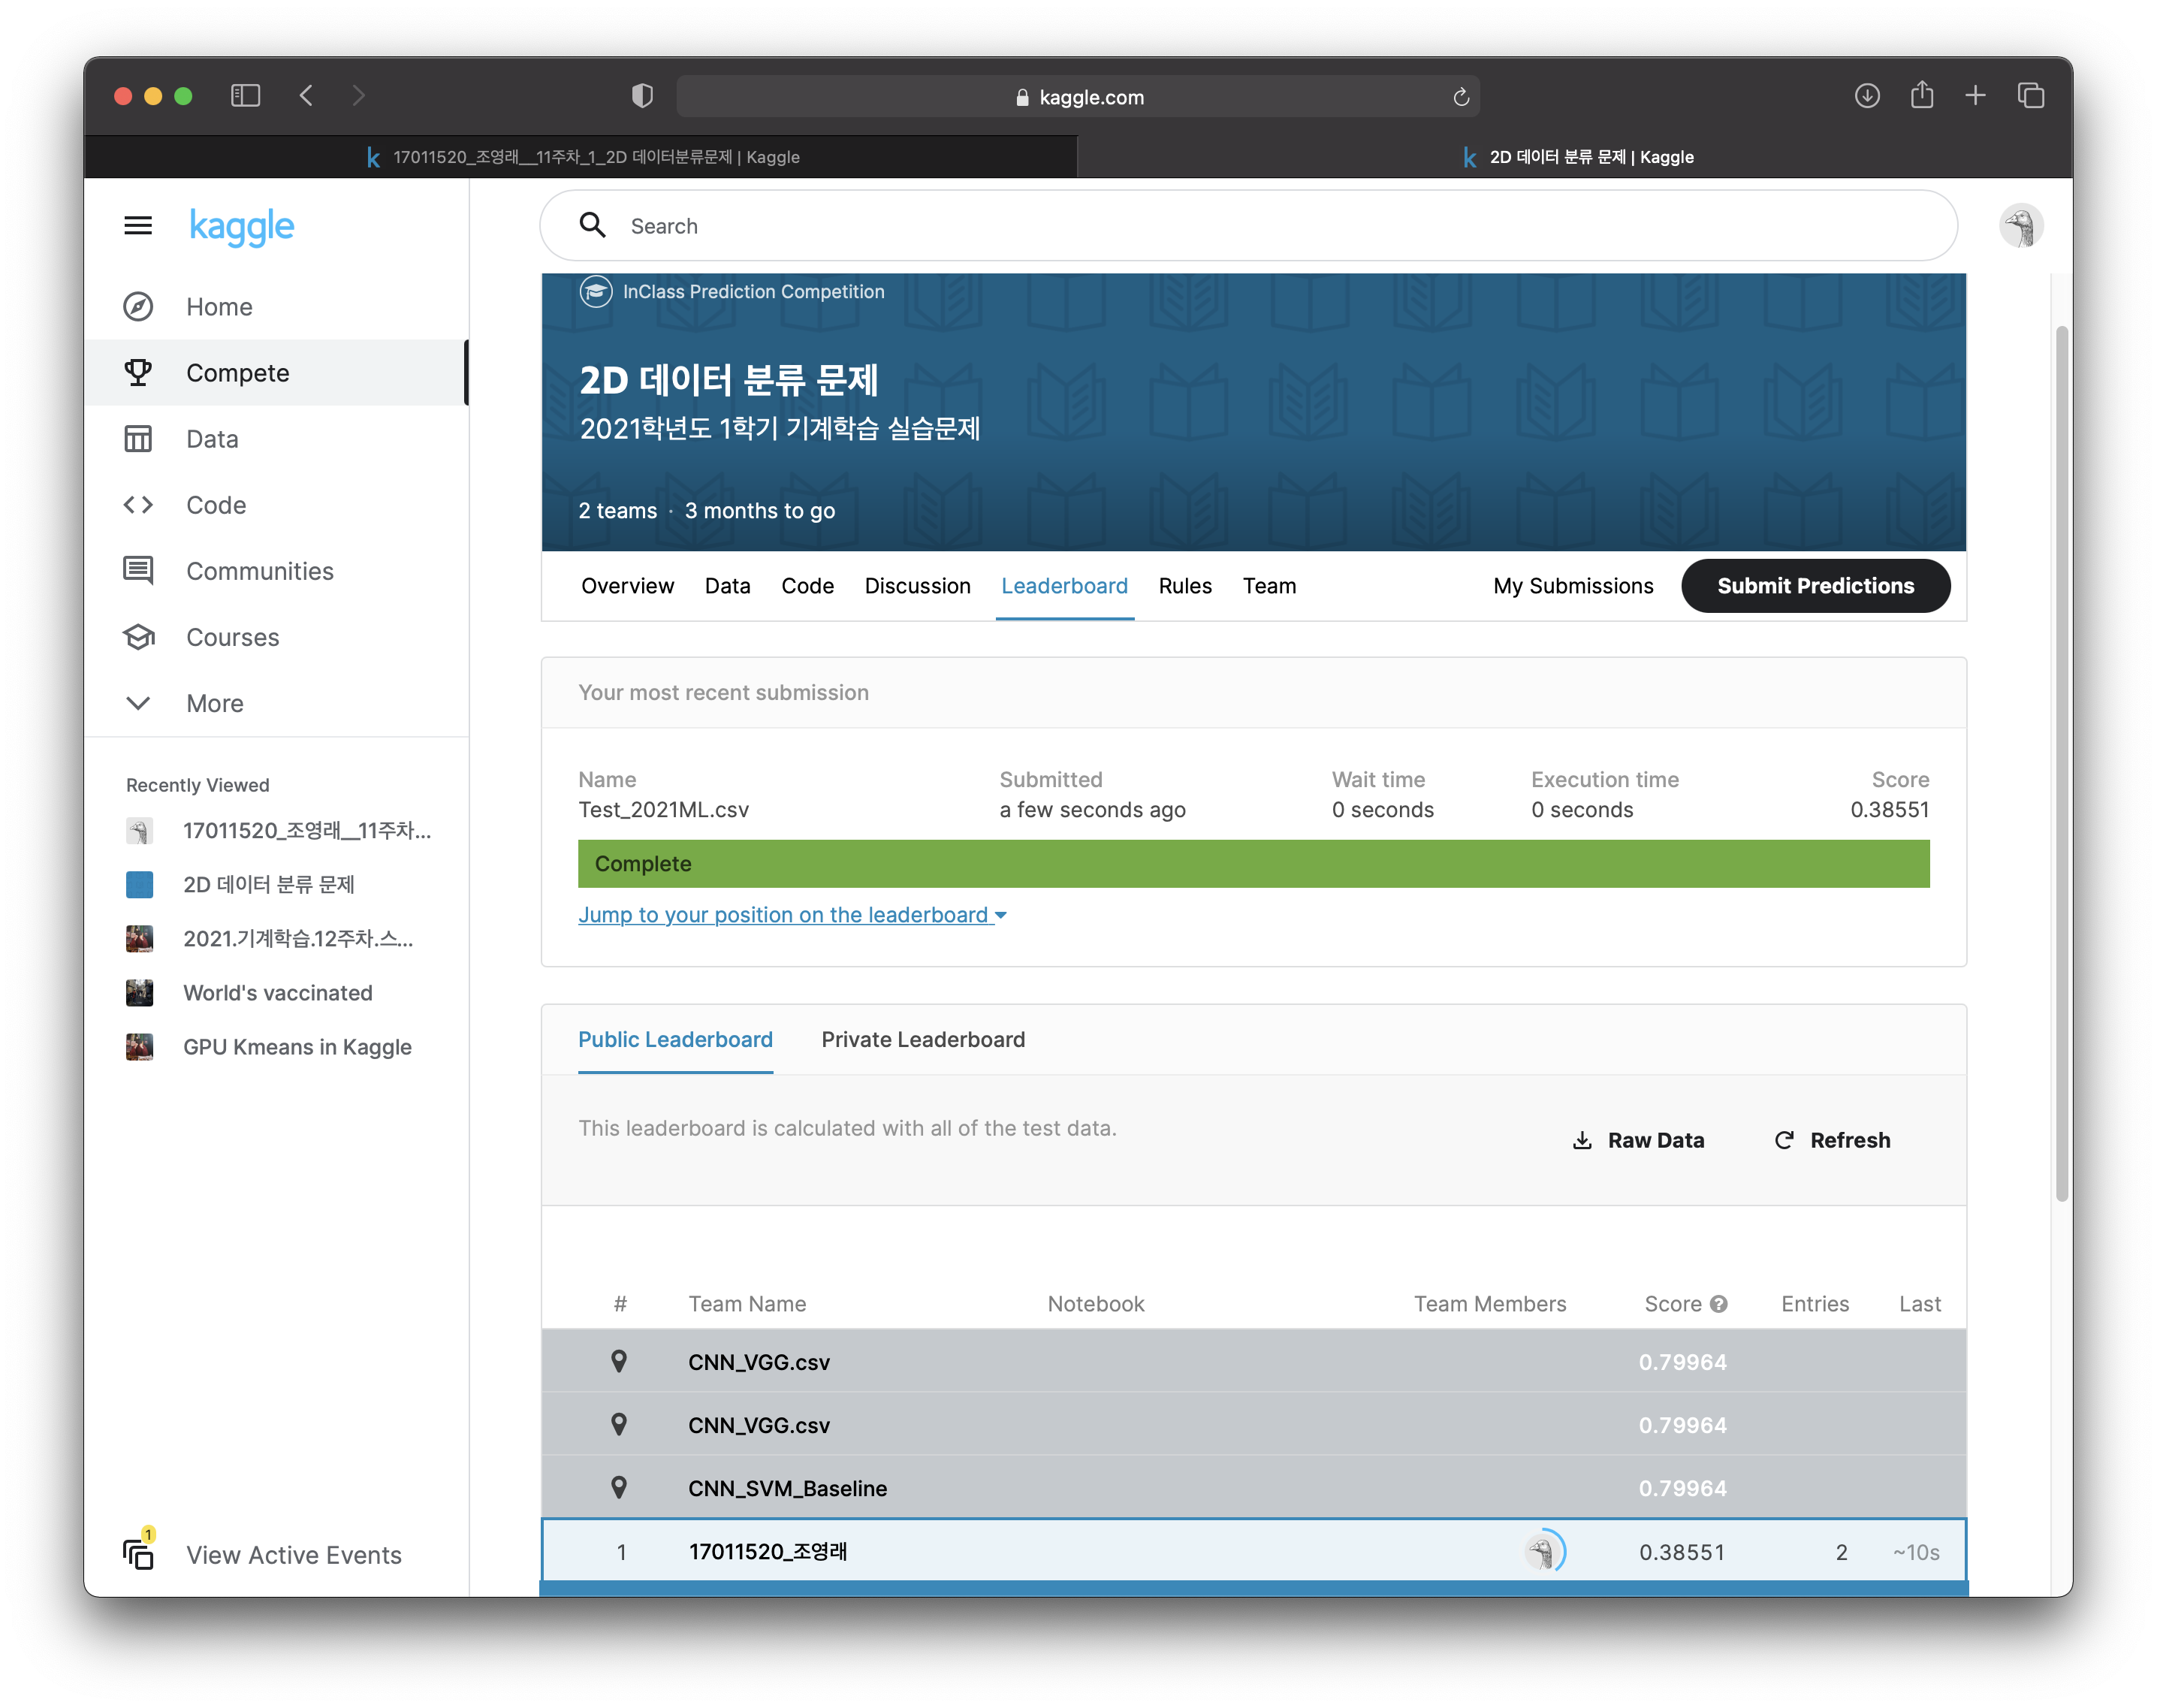 kaggle.com
17011520_조영래__11주차_1_2D 데이터분류문제 | Kaggle
2D 데이터 분류 문제 | Kaggle
kaggle
Search
Home
Compete
Data
Code
Communities
Courses
More
Recently Viewed
17011520_조영래__11주차...
2D 데이터 분류 문제
2021.기계학습.12주차.스...
World's vaccinated
GPU Kmeans in Kaggle
1
View Active Events
InClass Prediction Competition
2D 데이터 분류 문제
2021학년도 1학기 기계학습 실습문제
2 teams · 3 months to go
Overview Data Code Discussion Leaderboard Rules Team My Submissions Submit Predictions
Your most recent submission
Name Submitted Wait time Execution time Score
Test_2021ML.csv a few seconds ago 0 seconds 0 seconds 0.38551
Complete
Jump to your position on the leaderboard
Public Leaderboard Private Leaderboard
This leaderboard is calculated with all of the test data.
Raw Data Refresh
# Team Name Notebook Team Members Score Entries Last
CNN_VGG.csv 0.79964
CNN_VGG.csv 0.79964
CNN_SVM_Baseline 0.79964
1 17011520_조영래 0.38551 2 ~10s